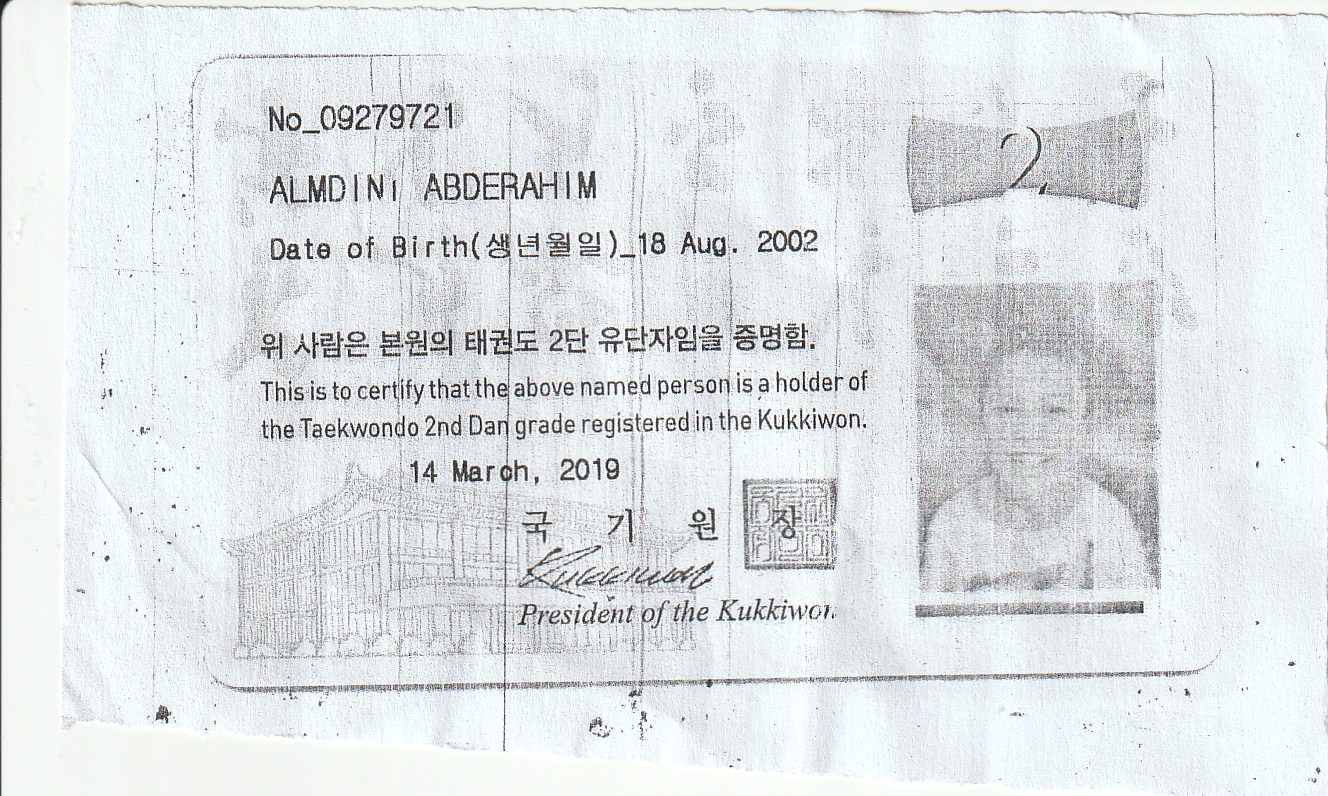 No_09279721
2
ALMDINI ABDERAHIM
Date of Birth(생년월일)_18 Aug. 2002
위 사람은 본원의 태권도 2단 유단자임을 증명함.
This is to certify that the above named person is a holder of
the Taekwondo 2nd Dan grade registered in the Kukkiwon.
14 March, 2019
국 기 원 장
Kukkiwon
President of the Kukkiwon